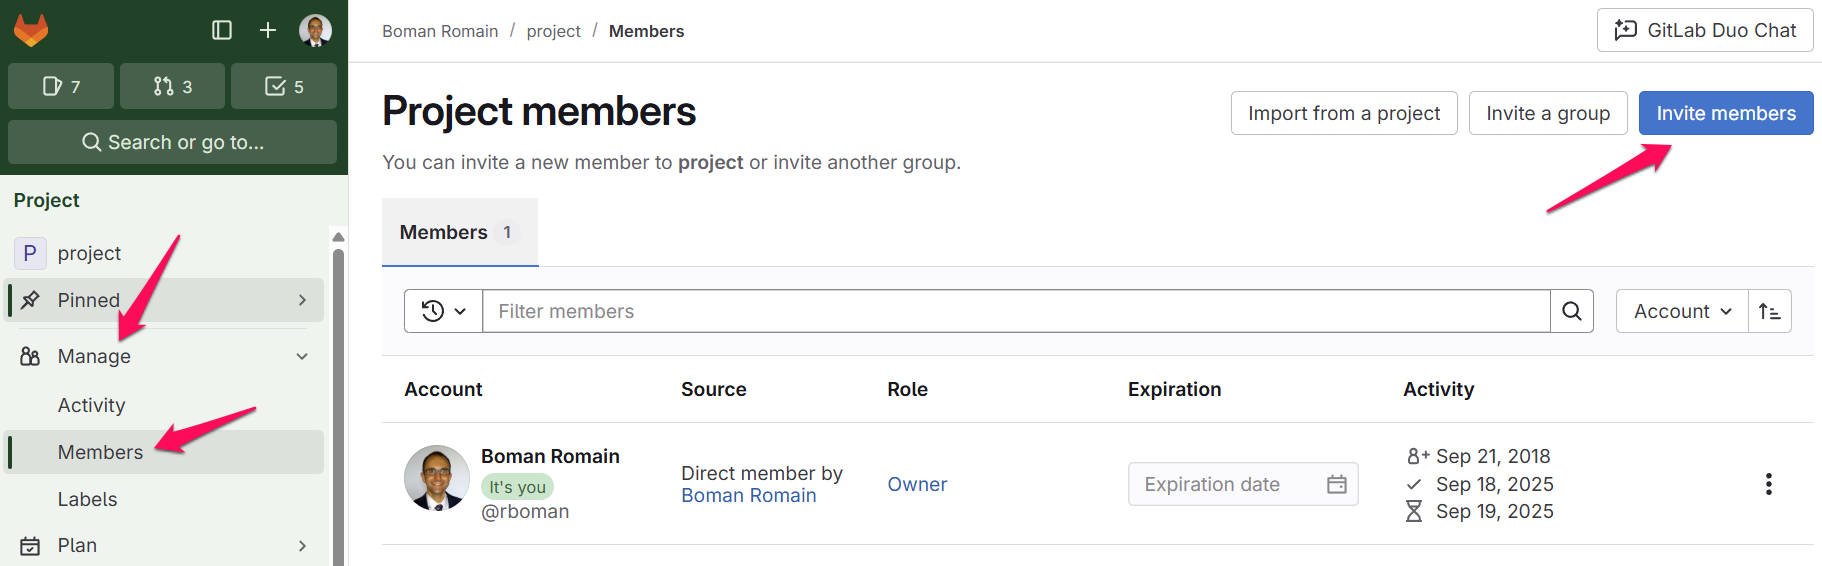 7
3
5
Search or go to...
Project
P project
Pinned
Manage
Activity
Members
Labels
Plan
Boman Romain / project / Members
GitLab Duo Chat
Project members
Import from a project
Invite a group
Invite members
You can invite a new member to project or invite another group.
Members 1
Filter members
Account
Account Source Role Expiration Activity
Boman Romain
It's you
@rboman
Direct member by
Boman Romain
Owner
Expiration date
Sep 21, 2018
Sep 18, 2025
Sep 19, 2025